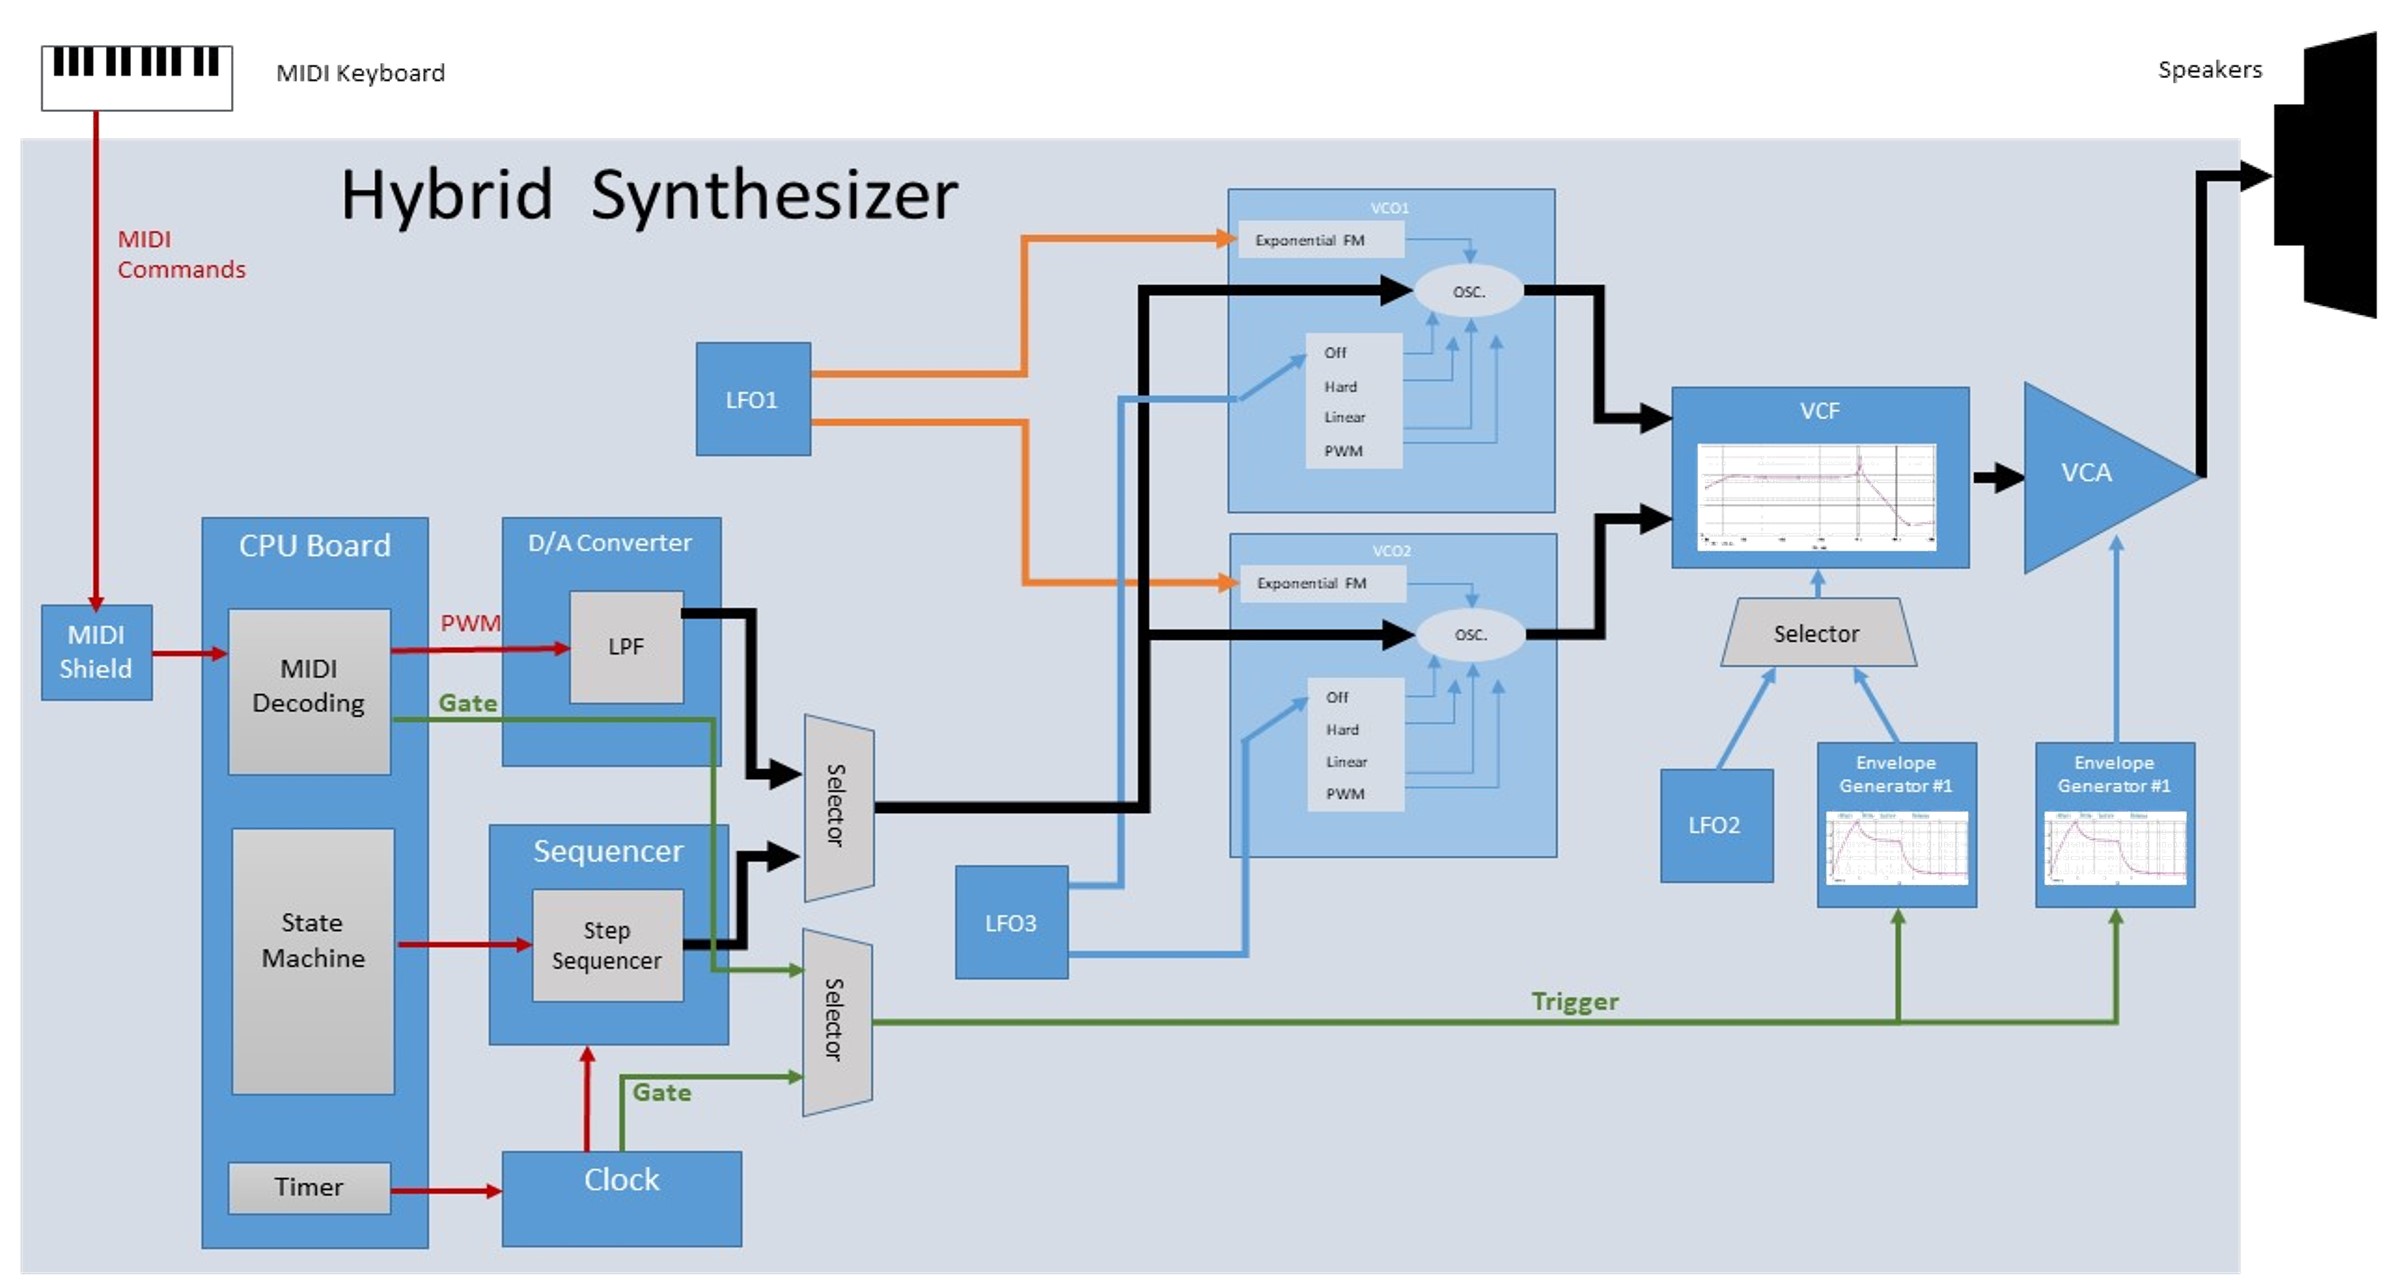 MIDI Keyboard
Speakers
Hybrid Synthesizer
MIDI
Commands
VCO1
Exponential FM
OSC.
Off
Hard
Linear
PWM
LFO1
VCF
VCA
CPU Board
D/A Converter
VCO2
Exponential FM
OSC.
Off
Hard
Linear
PWM
MIDI
Shield
MIDI
Decoding
PWM
LPF
Gate
Selector
Selector
Envelope
Generator #1
Envelope
Generator #1
LFO2
Sequencer
State
Machine
Step
Sequencer
LFO3
Selector
Trigger
Gate
Timer
Clock